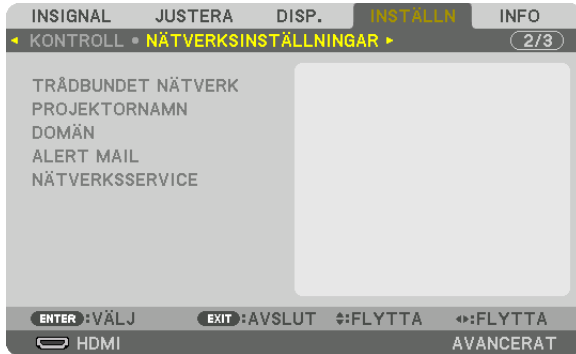 INSIGNAL JUSTERA DISP. INSTÄLLN INFO
◂ KONTROLL • NÄTVERKSINSTÄLLNINGAR ▸ 2/3
TRÅDBUNDET NÄTVERK
PROJEKTORNAMN
DOMÄN
ALERT MAIL
NÄTVERKSSERVICE
ENTER :VÄLJ EXIT :AVSLUT :FLYTTA :FLYTTA
HDMI AVANCERAT